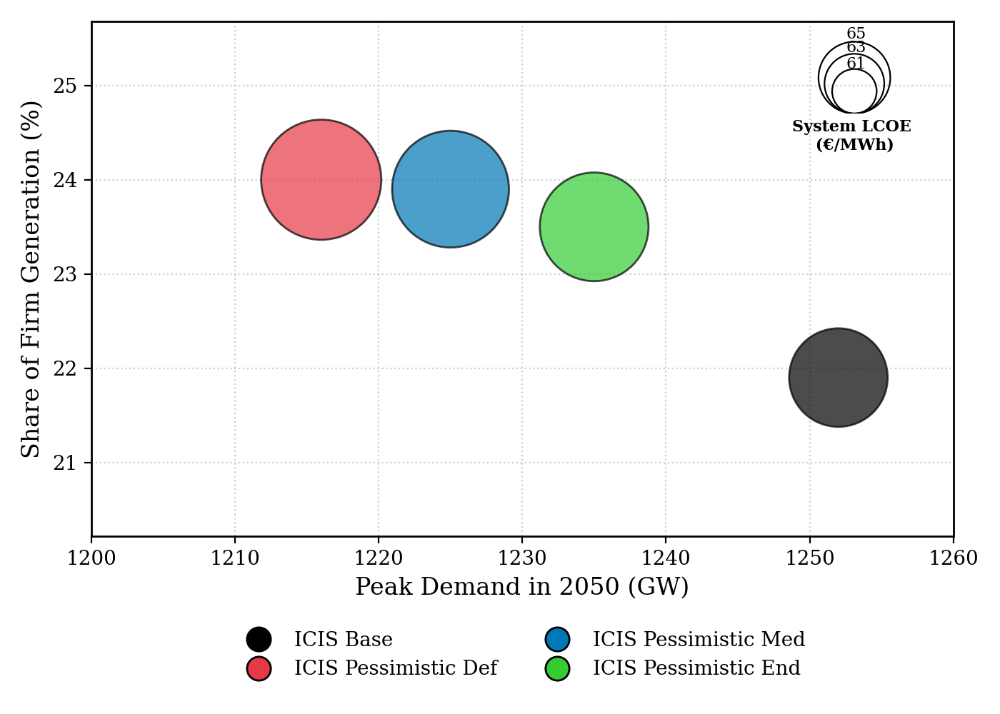 65
63
61
System LCOE
(€/MWh)
Share of Firm Generation (%)
25
24
23
22
21
1200 1210 1220 1230 1240 1250 1260
Peak Demand in 2050 (GW)
ICIS Base
ICIS Pessimistic Def
ICIS Pessimistic Med
ICIS Pessimistic End